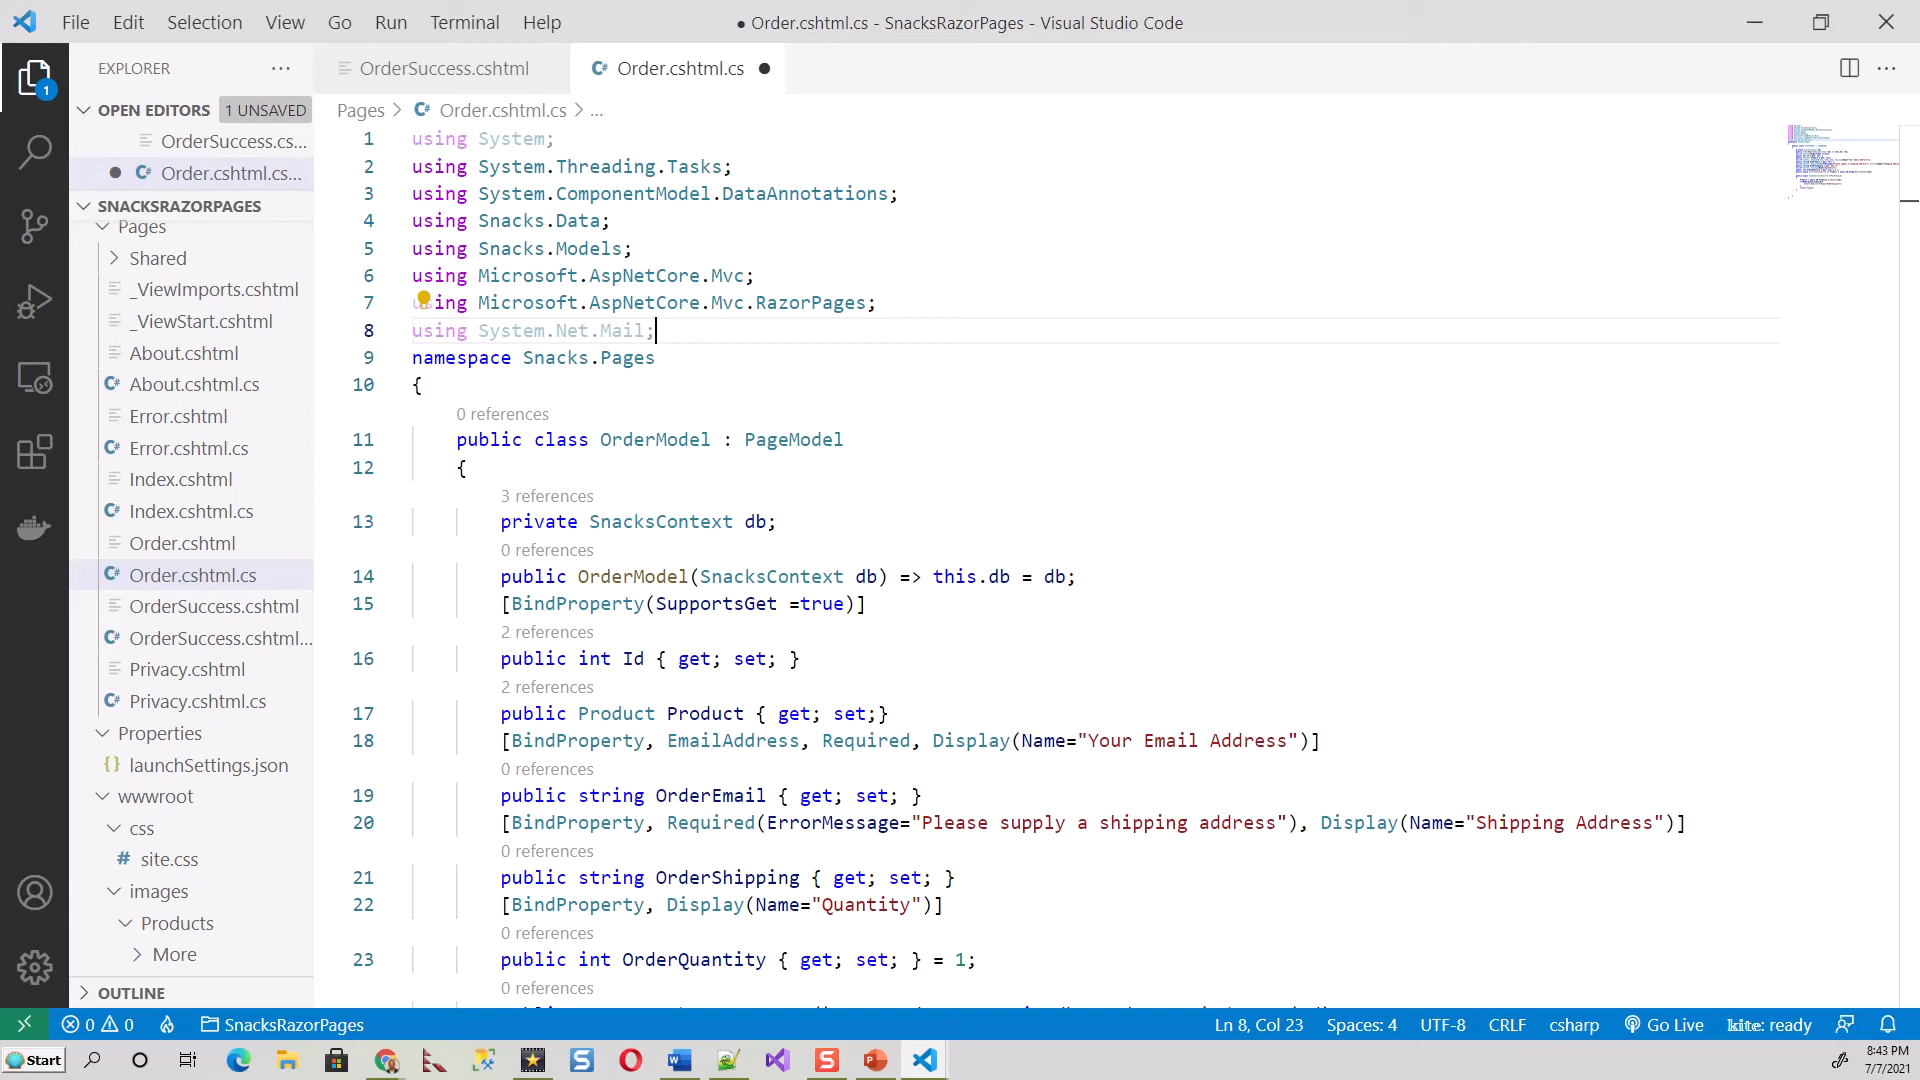 File Edit Selection View Go Run Terminal Help
● Order.cshtml.cs - SnacksRazorPages - Visual Studio Code
1
EXPLORER
OPEN EDITORS 1 UNSAVED
OrderSuccess.cs...
Order.cshtml.cs...
SNACKSRAZORPAGES
Pages
Shared
_ViewImports.cshtml
_ViewStart.cshtml
About.cshtml
C# About.cshtml.cs
Error.cshtml
C# Error.cshtml.cs
Index.cshtml
C# Index.cshtml.cs
Order.cshtml
C# Order.cshtml.cs
OrderSuccess.cshtml
C# OrderSuccess.cshtml...
Privacy.cshtml
C# Privacy.cshtml.cs
Properties
{} launchSettings.json
wwwroot
css
# site.css
images
Products
More
OUTLINE
OrderSuccess.cshtml
C# Order.cshtml.cs
Pages > C# Order.cshtml.cs > ...
1 using System;
2 using System.Threading.Tasks;
3 using System.ComponentModel.DataAnnotations;
4 using Snacks.Data;
5 using Snacks.Models;
6 using Microsoft.AspNetCore.Mvc;
7 using Microsoft.AspNetCore.Mvc.RazorPages;
8 using System.Net.Mail;
9 namespace Snacks.Pages
10 {
0 references
11 public class OrderModel : PageModel
12 {
3 references
13 private SnacksContext db;
0 references
14 public OrderModel(SnacksContext db) => this.db = db;
15 [BindProperty(SupportsGet =true)]
2 references
16 public int Id { get; set; }
2 references
17 public Product Product { get; set;}
18 [BindProperty, EmailAddress, Required, Display(Name="Your Email Address")]
0 references
19 public string OrderEmail { get; set; }
20 [BindProperty, Required(ErrorMessage="Please supply a shipping address"), Display(Name="Shipping Address")]
0 references
21 public string OrderShipping { get; set; }
22 [BindProperty, Display(Name="Quantity")]
0 references
23 public int OrderQuantity { get; set; } = 1;
0 references
0 0 SnacksRazorPages
Ln 8, Col 23 Spaces: 4 UTF-8 CRLF csharp Go Live kite: ready
Start
8:43 PM
7/7/2021